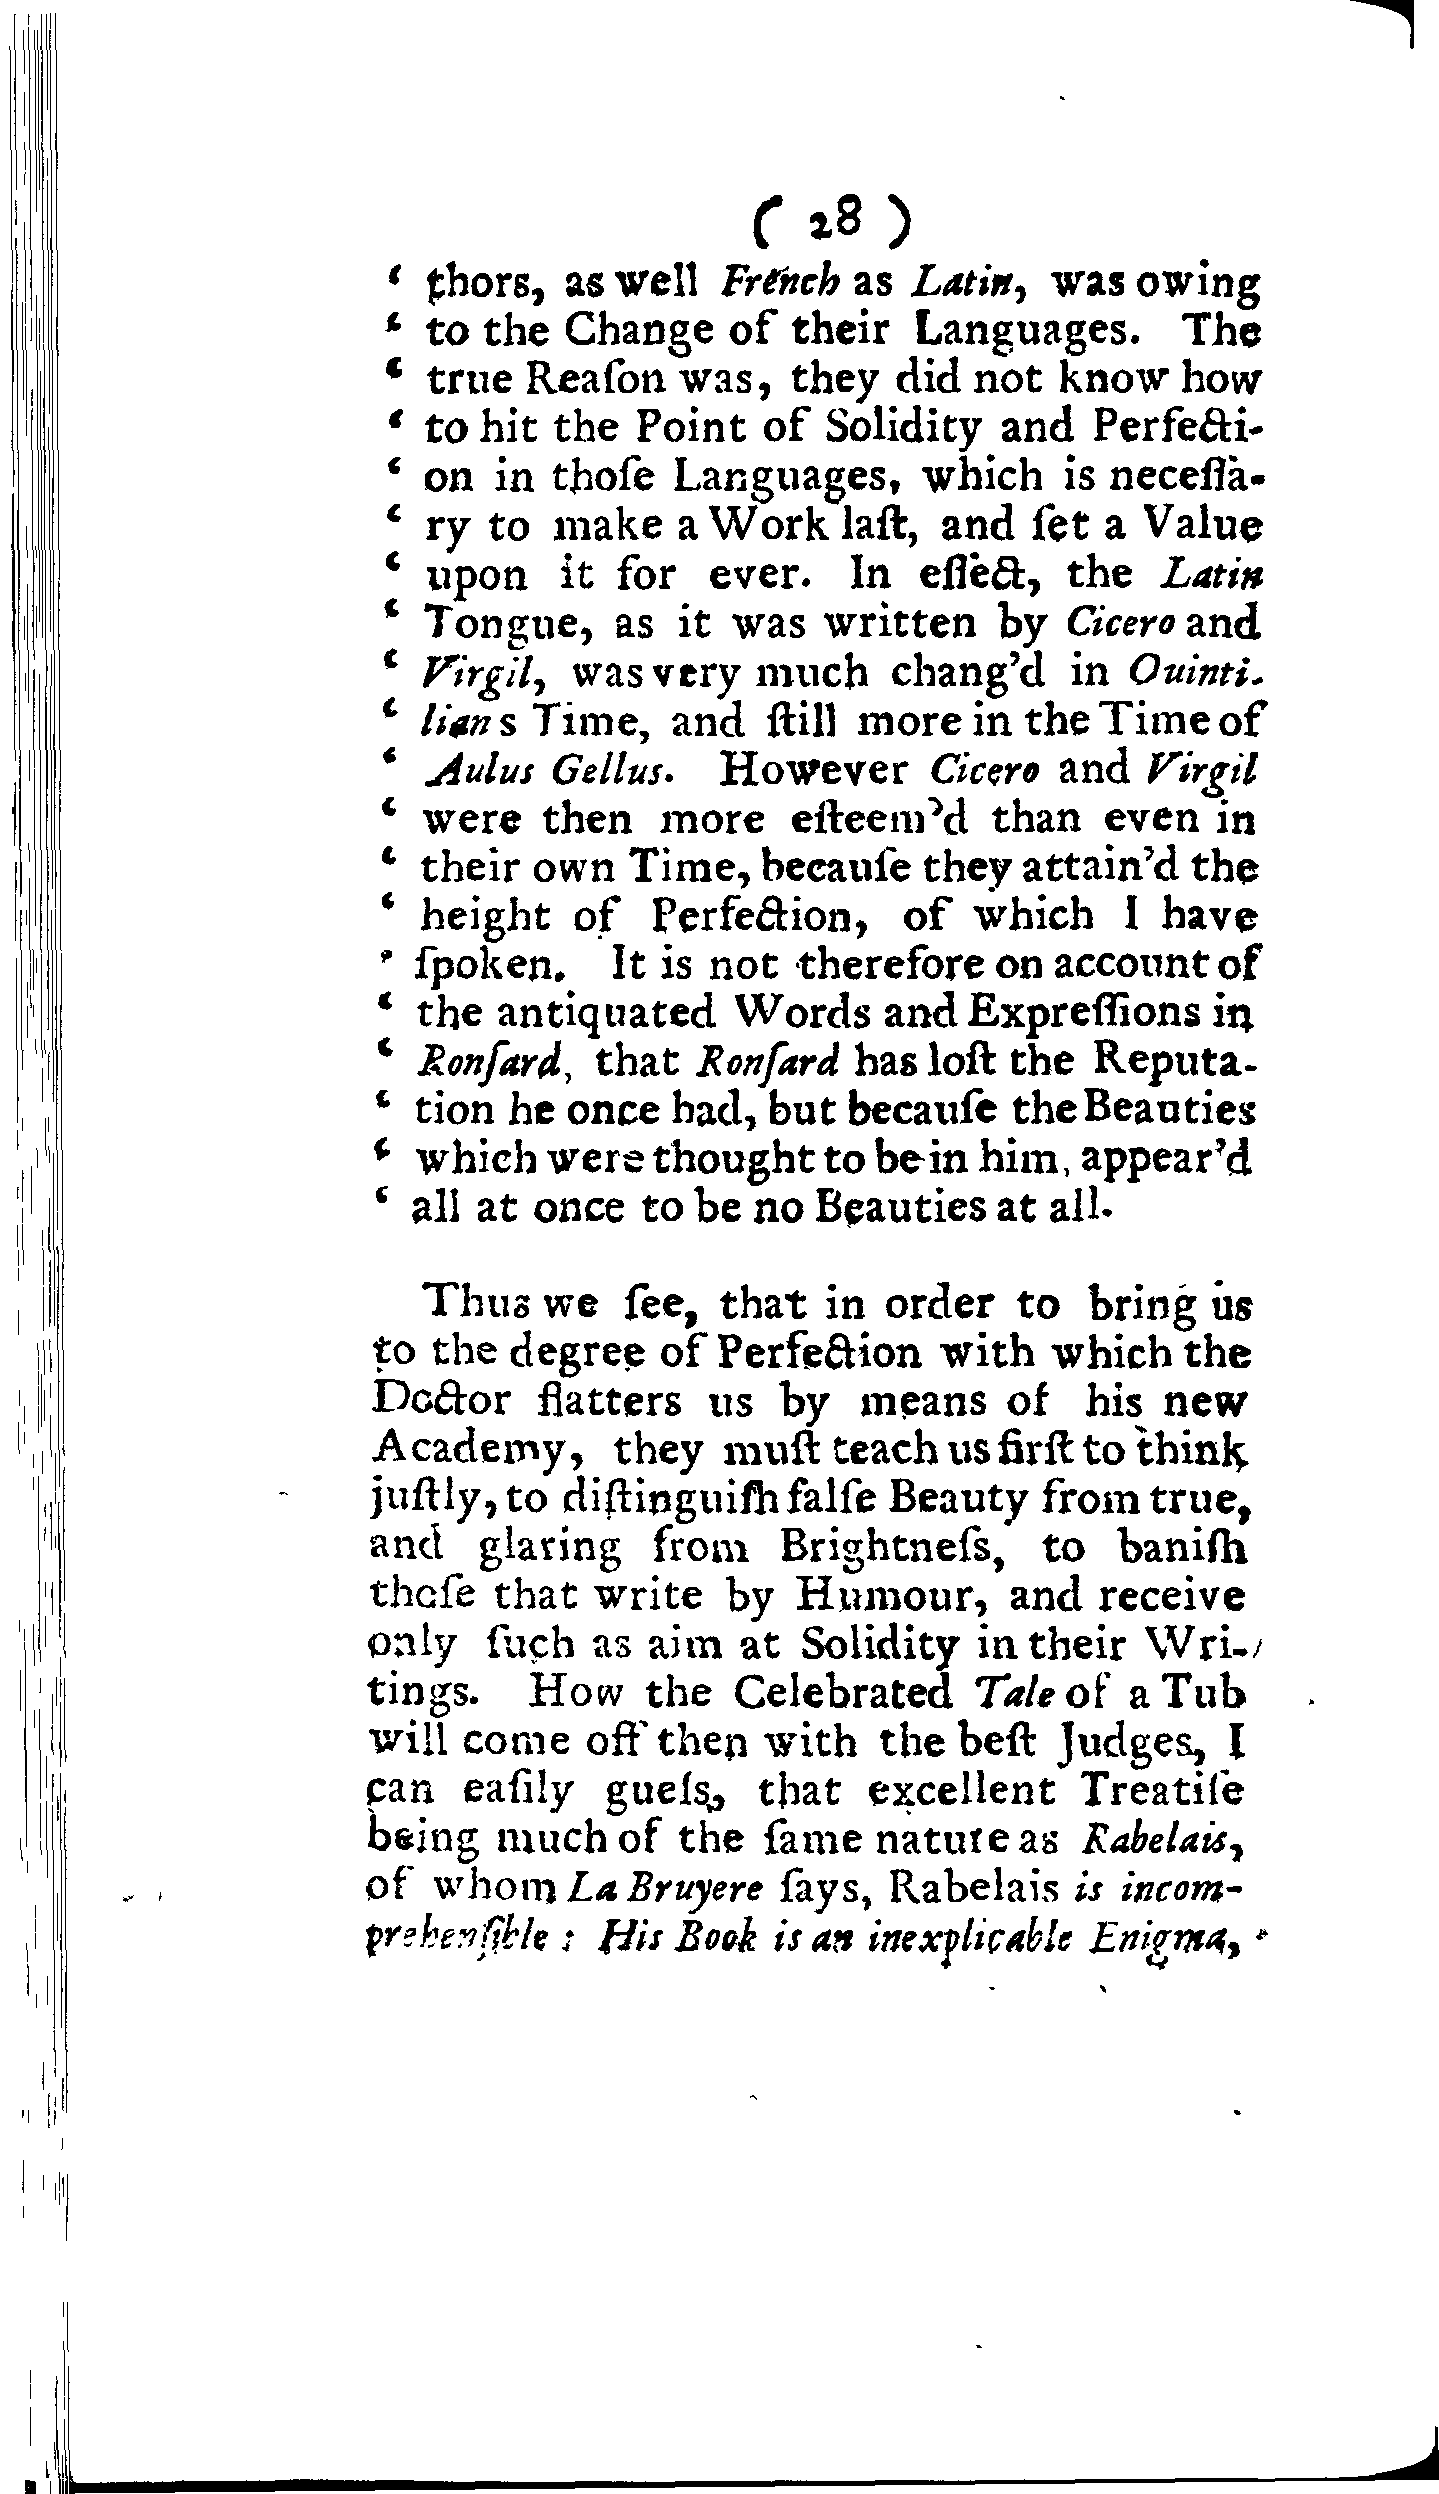 ( 28 )
‘ thors, as well French as Latin, was owing
‘ to the Change of their Languages. The
‘ true Reaſon was, they did not know how
‘ to hit the Point of Solidity and Perfecti-
‘ on in thoſe Languages, which is neceſſa-
‘ ry to make a Work laſt, and ſet a Value
‘ upon it for ever. In effect, the Latin
‘ Tongue, as it was written by Cicero and
‘ Virgil, was very much chang'd in Quinti-
‘ lians Time, and ſtill more in the Time of
‘ Aulus Gellus. However Cicero and Virgil
‘ were then more eſteem'd than even in
‘ their own Time, becauſe they attain'd the
‘ height of Perfection, of which I have
’ ſpoken. It is not therefore on account of
‘ the antiquated Words and Expreſſions in
‘ Ronſard, that Ronſard has loſt the Reputa-
‘ tion he once had, but becauſe the Beauties
‘ which were thought to be in him, appear'd
‘ all at once to be no Beauties at all.
Thus we ſee, that in order to bring us
to the degree of Perfection with which the
Doctor flatters us by means of his new
Academy, they muſt teach us firſt to think
juſtly, to diſtinguiſh falſe Beauty from true,
and glaring from Brightneſs, to baniſh
thoſe that write by Humour, and receive
only ſuch as aim at Solidity in their Wri-
tings. How the Celebrated Tale of a Tub
will come off then with the beſt Judges, I
can eaſily gueſs, that excellent Treatiſe
being much of the ſame nature as Rabelais,
of whom La Bruyere ſays, Rabelais is incom-
prehenſible : His Book is an inexplicable Enigma,